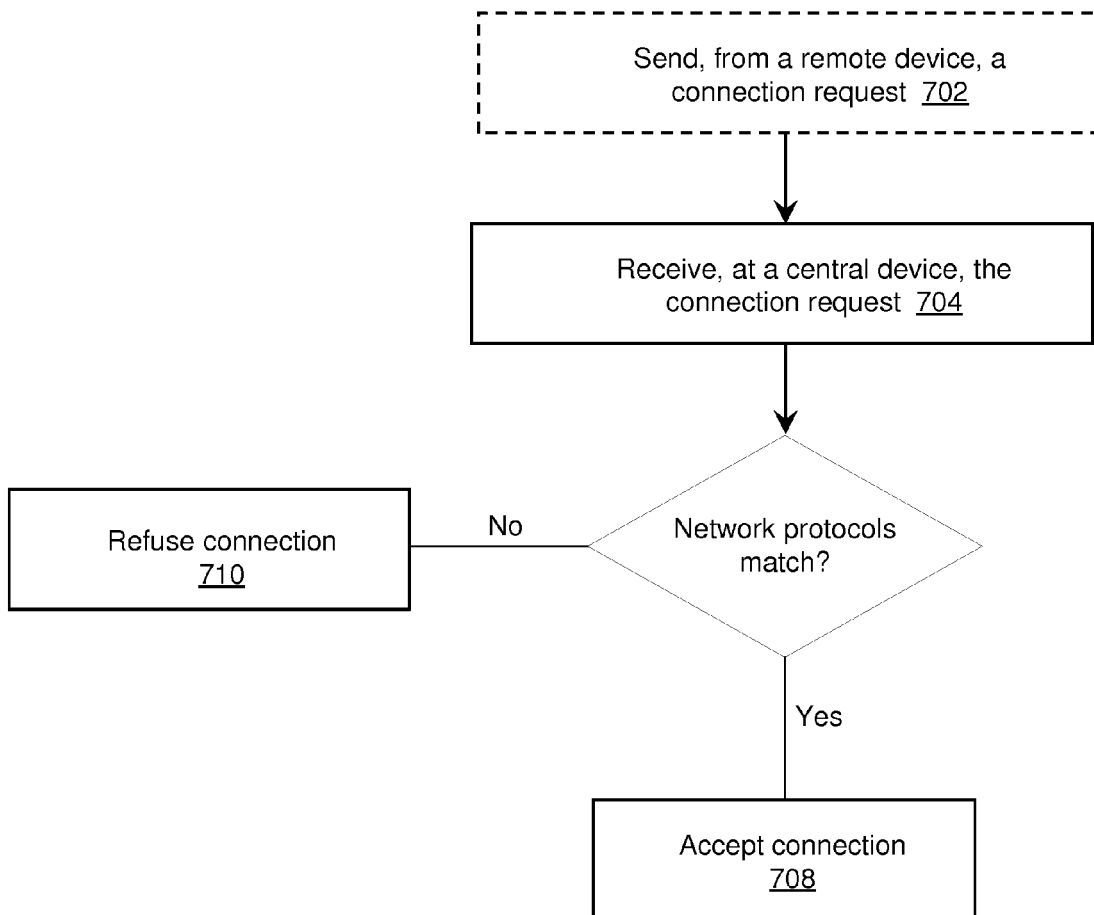 Send, from a remote device, a
connection request 702
Receive, at a central device, the
connection request 704
Network protocols
match?
No
Refuse connection
710
Yes
Accept connection
708